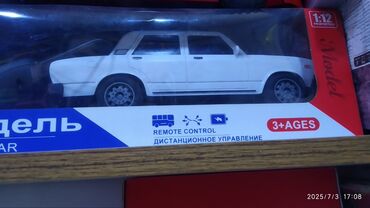 1:12
Model
дель
AR
REMOTE CONTROL
ДИСТАНЦИОННОЕ УПРАВЛЕНИЕ
3+AGES
2025/7/3 17:08